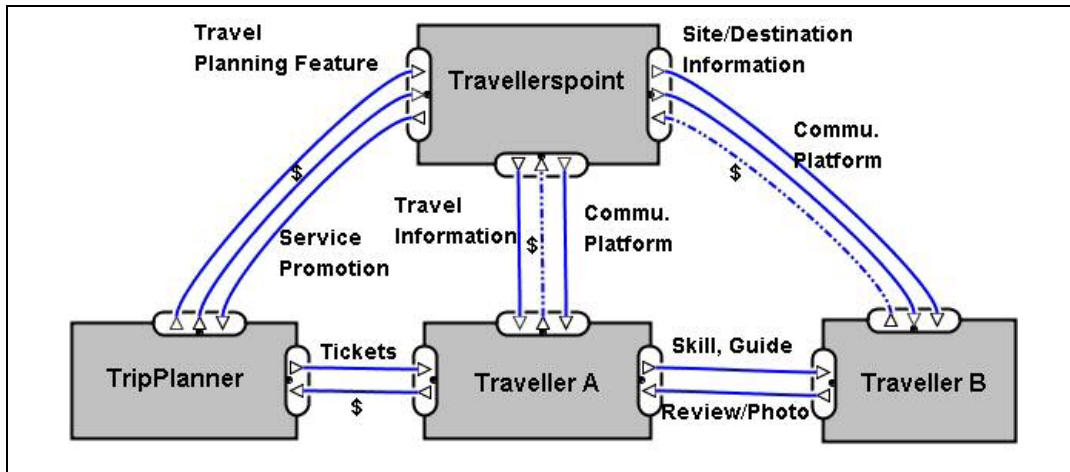 Travel
Planning Feature
Travellerspoint
Site/Destination
Information
$
Service
Promotion
Travel
Information
$
Commu.
Platform
Commu.
Platform
$
TripPlanner
Tickets
$
Traveller A
Skill, Guide
Review/Photo
Traveller B